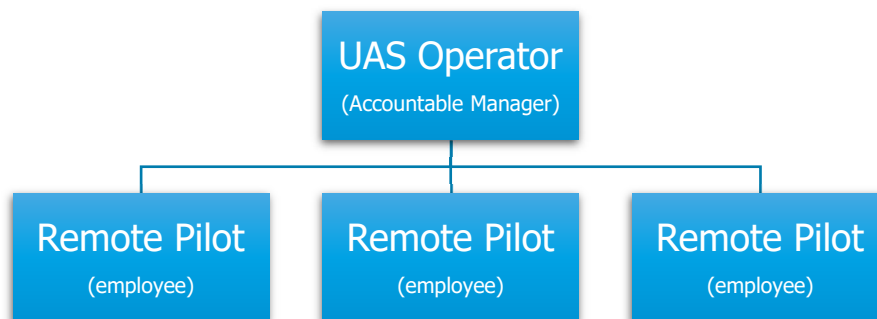 UAS Operator
(Accountable Manager)
Remote Pilot
(employee)
Remote Pilot
(employee)
Remote Pilot
(employee)